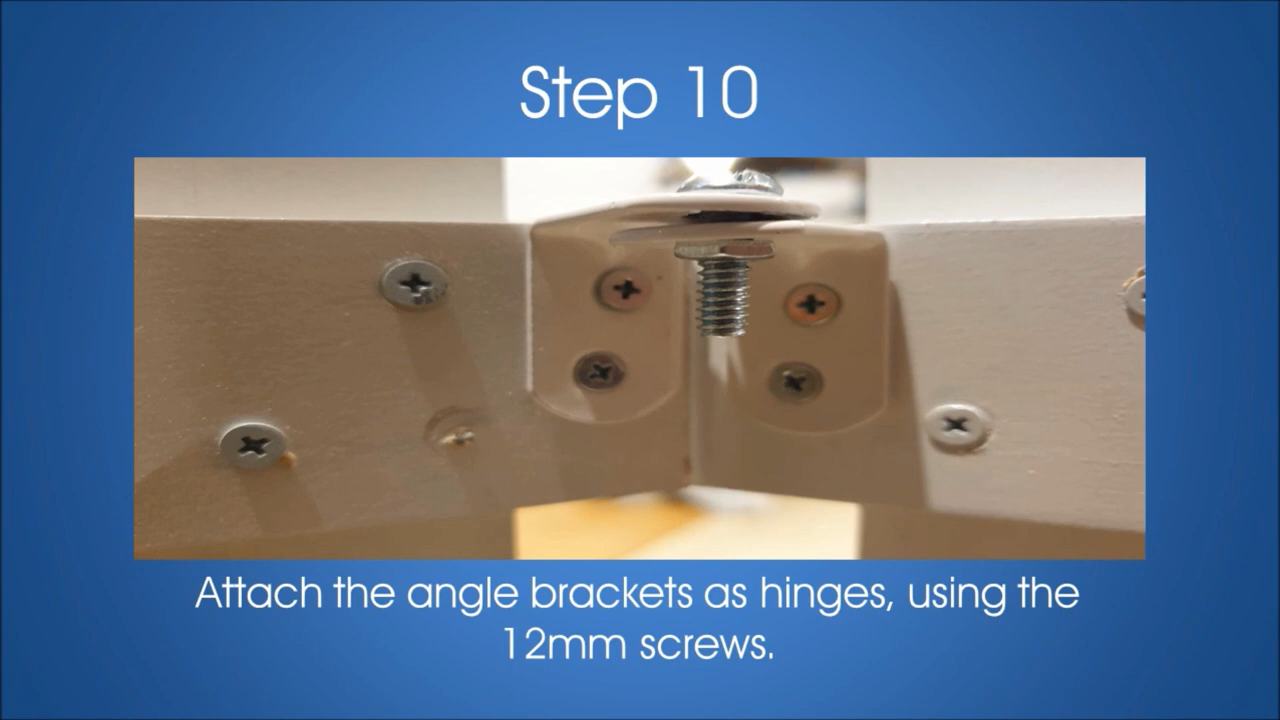 Step 10
Attach the angle brackets as hinges, using the
12mm screws.